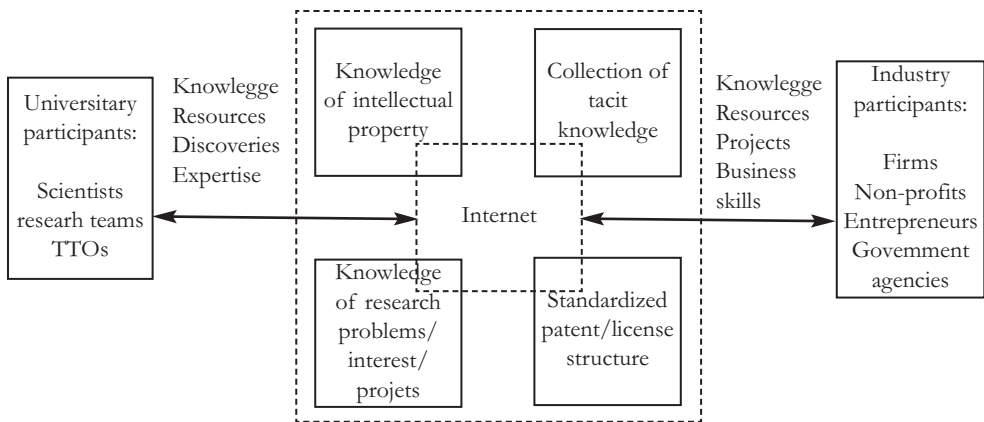 Universitary
participants:
Scientists
researh teams
TTOs
Knowlegge
Resources
Discoveries
Expertise
Knowledge
of intellectual
property
Collection of
tacit
knowledge
Internet
Knowledge
of research
problems/
interest/
projets
Standardized
patent/license
structure
Knowlegge
Resources
Projects
Business
skills
Industry
participants:
Firms
Non-profits
Entrepreneurs
Govemment
agencies